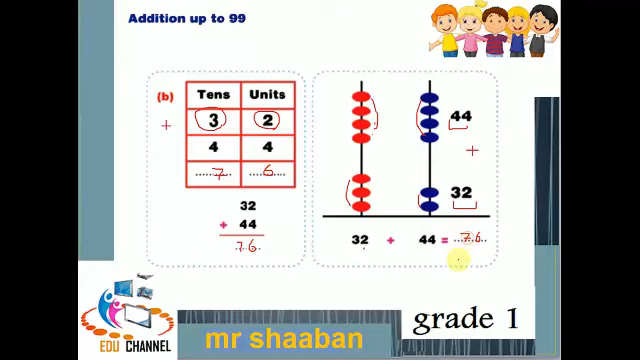 Addition up to 99
(b)
Tens Units
+ 3 2
4 4
7 6
32
+ 44
76
44
+
32
32 + 44 = 76
EDU CHANNEL
mr shaaban
grade 1